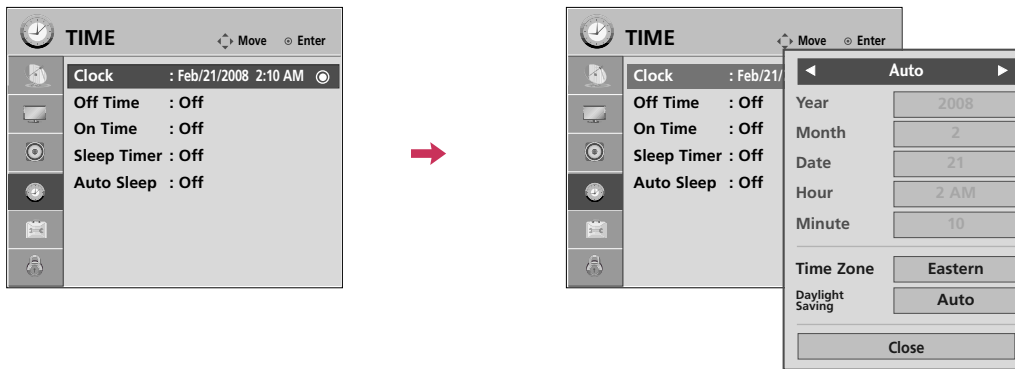 TIME
Move Enter
Clock : Feb/21/2008 2:10 AM
Off Time : Off
On Time : Off
Sleep Timer : Off
Auto Sleep : Off
TIME
Move Enter
Clock : Feb/21/
Off Time : Off
On Time : Off
Sleep Timer : Off
Auto Sleep : Off
Auto
Year 2008
Month 2
Date 21
Hour 2 AM
Minute 10
Time Zone Eastern
Daylight
Saving Auto
Close